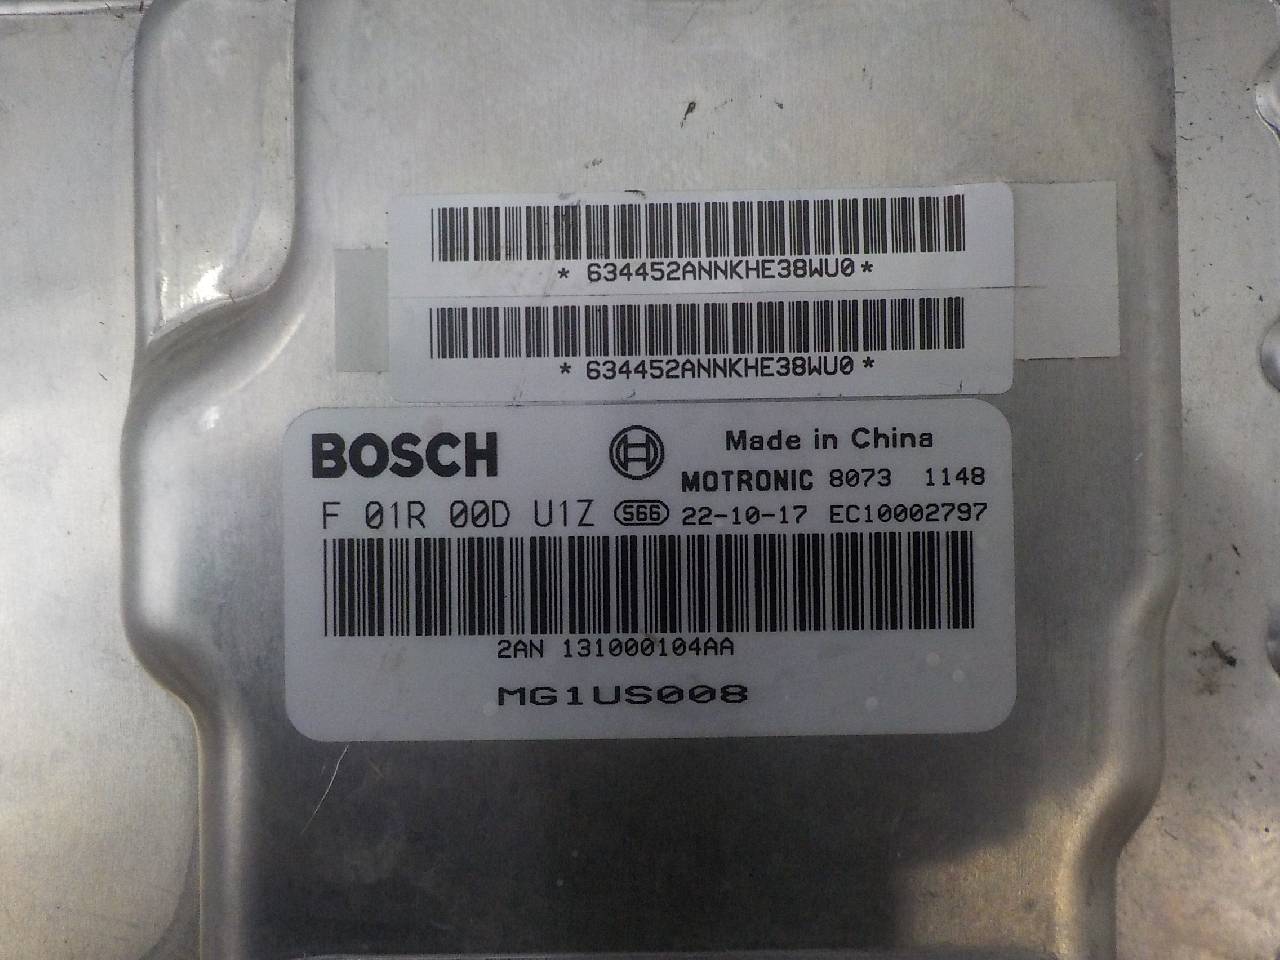 * 634452ANNKHE38WU0 *
* 634452ANNKHE38WU0 *
BOSCH Made in China
MOTRONIC 8073 1148
F 01R 00D U1Z 566 22-10-17 EC10002797
2AN 131000104AA
MG1US008